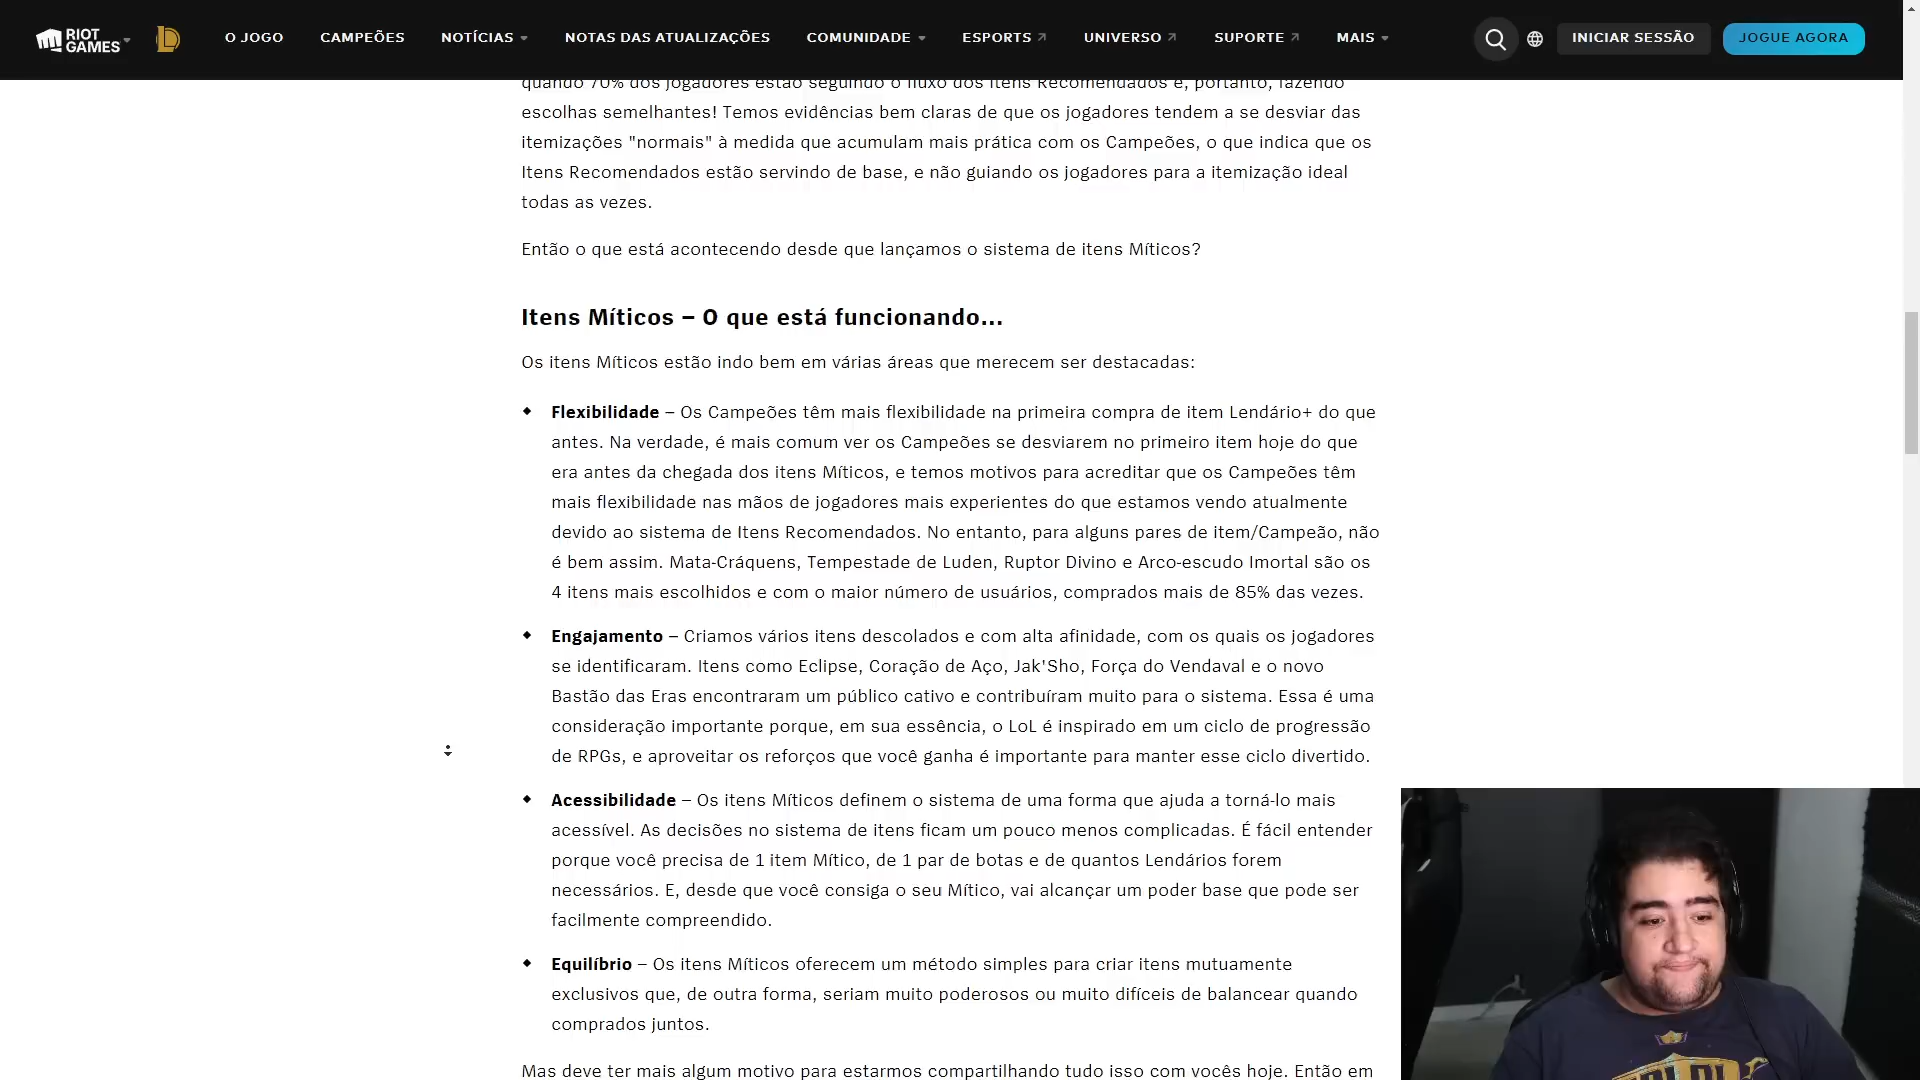 RIOT GAMES
O JOGO
CAMPEÕES
NOTÍCIAS
NOTAS DAS ATUALIZAÇÕES
COMUNIDADE
ESPORTS
UNIVERSO
SUPORTE
MAIS
INICIAR SESSÃO
JOGUE AGORA
quando 70% dos jogadores estão seguindo o fluxo dos Itens Recomendados e, portanto, fazendo
escolhas semelhantes! Temos evidências bem claras de que os jogadores tendem a se desviar das
itemizações "normais" à medida que acumulam mais prática com os Campeões, o que indica que os
Itens Recomendados estão servindo de base, e não guiando os jogadores para a itemização ideal
todas as vezes.
Então o que está acontecendo desde que lançamos o sistema de itens Míticos?
Itens Míticos – O que está funcionando...
Os itens Míticos estão indo bem em várias áreas que merecem ser destacadas:
Flexibilidade – Os Campeões têm mais flexibilidade na primeira compra de item Lendário+ do que
antes. Na verdade, é mais comum ver os Campeões se desviarem no primeiro item hoje do que
era antes da chegada dos itens Míticos, e temos motivos para acreditar que os Campeões têm
mais flexibilidade nas mãos de jogadores mais experientes do que estamos vendo atualmente
devido ao sistema de Itens Recomendados. No entanto, para alguns pares de item/Campeão, não
é bem assim. Mata-Cráquens, Tempestade de Luden, Ruptor Divino e Arco-escudo Imortal são os
4 itens mais escolhidos e com o maior número de usuários, comprados mais de 85% das vezes.
Engajamento – Criamos vários itens descolados e com alta afinidade, com os quais os jogadores
se identificaram. Itens como Eclipse, Coração de Aço, Jak'Sho, Força do Vendaval e o novo
Bastão das Eras encontraram um público cativo e contribuíram muito para o sistema. Essa é uma
consideração importante porque, em sua essência, o LoL é inspirado em um ciclo de progressão
de RPGs, e aproveitar os reforços que você ganha é importante para manter esse ciclo divertido.
Acessibilidade – Os itens Míticos definem o sistema de uma forma que ajuda a torná-lo mais
acessível. As decisões no sistema de itens ficam um pouco menos complicadas. É fácil entender
porque você precisa de 1 item Mítico, de 1 par de botas e de quantos Lendários forem
necessários. E, desde que você consiga o seu Mítico, vai alcançar um poder base que pode ser
facilmente compreendido.
Equilíbrio – Os itens Míticos oferecem um método simples para criar itens mutuamente
exclusivos que, de outra forma, seriam muito poderosos ou muito difíceis de balancear quando
comprados juntos.
Mas deve ter mais algum motivo para estarmos compartilhando tudo isso com vocês hoje. Então em